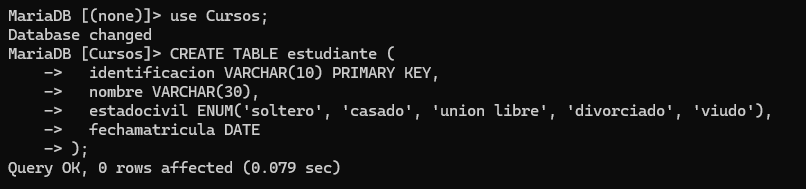 MariaDB [(none)]> use Cursos;
Database changed
MariaDB [Cursos]> CREATE TABLE estudiante (
    ->   identificacion VARCHAR(10) PRIMARY KEY,
    ->   nombre VARCHAR(30),
    ->   estadocivil ENUM('soltero', 'casado', 'union libre', 'divorciado', 'viudo'),
    ->   fechamatricula DATE
    -> );
Query OK, 0 rows affected (0.079 sec)